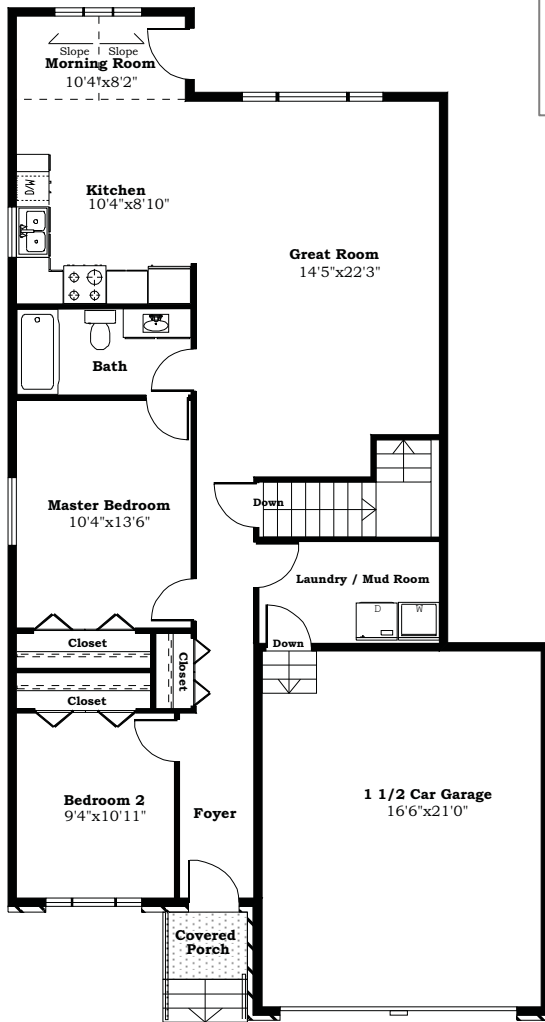 Slope Slope
Morning Room
10'4"x8'2"
D/W
Kitchen
10'4"x8'10"
Great Room
14'5"x22'3"
Bath
Master Bedroom
10'4"x13'6"
Down
Laundry / Mud Room
D W
Closet
Closet
Closet
Down
Bedroom 2
9'4"x10'11"
Foyer
1 1/2 Car Garage
16'6"x21'0"
Covered
Porch